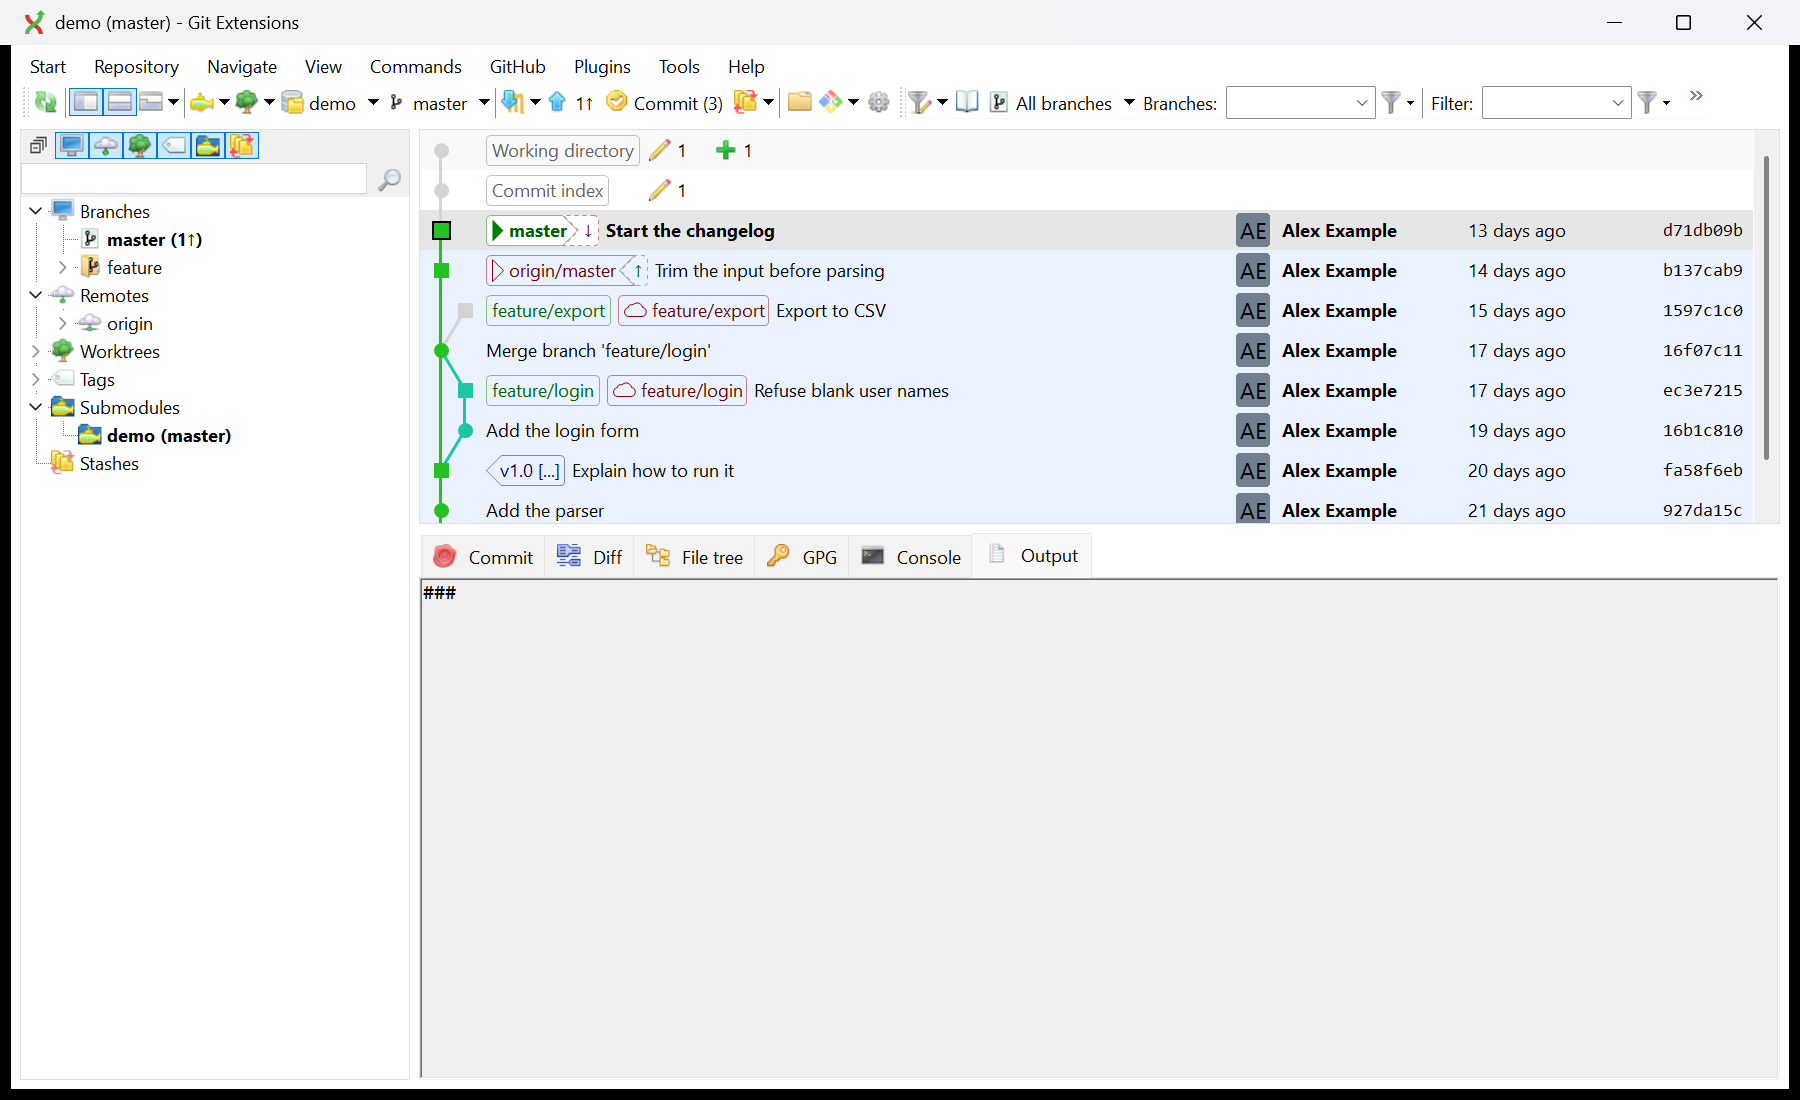 demo (master) - Git Extensions
Start Repository Navigate View Commands GitHub Plugins Tools Help
demo master 1↑ Commit (3) All branches Branches: Filter: »
Working directory 1 1
Commit index 1
master ↓ Start the changelog AE Alex Example 13 days ago d71db09b
origin/master ↑ Trim the input before parsing AE Alex Example 14 days ago b137cab9
feature/export feature/export Export to CSV AE Alex Example 15 days ago 1597c1c0
Merge branch 'feature/login' AE Alex Example 17 days ago 16f07c11
feature/login feature/login Refuse blank user names AE Alex Example 17 days ago ec3e7215
Add the login form AE Alex Example 19 days ago 16b1c810
v1.0 [...] Explain how to run it AE Alex Example 20 days ago fa58f6eb
Add the parser AE Alex Example 21 days ago 927da15c
Branches
master (1↑)
feature
Remotes
origin
Worktrees
Tags
Submodules
demo (master)
Stashes
Commit Diff File tree GPG Console Output
###